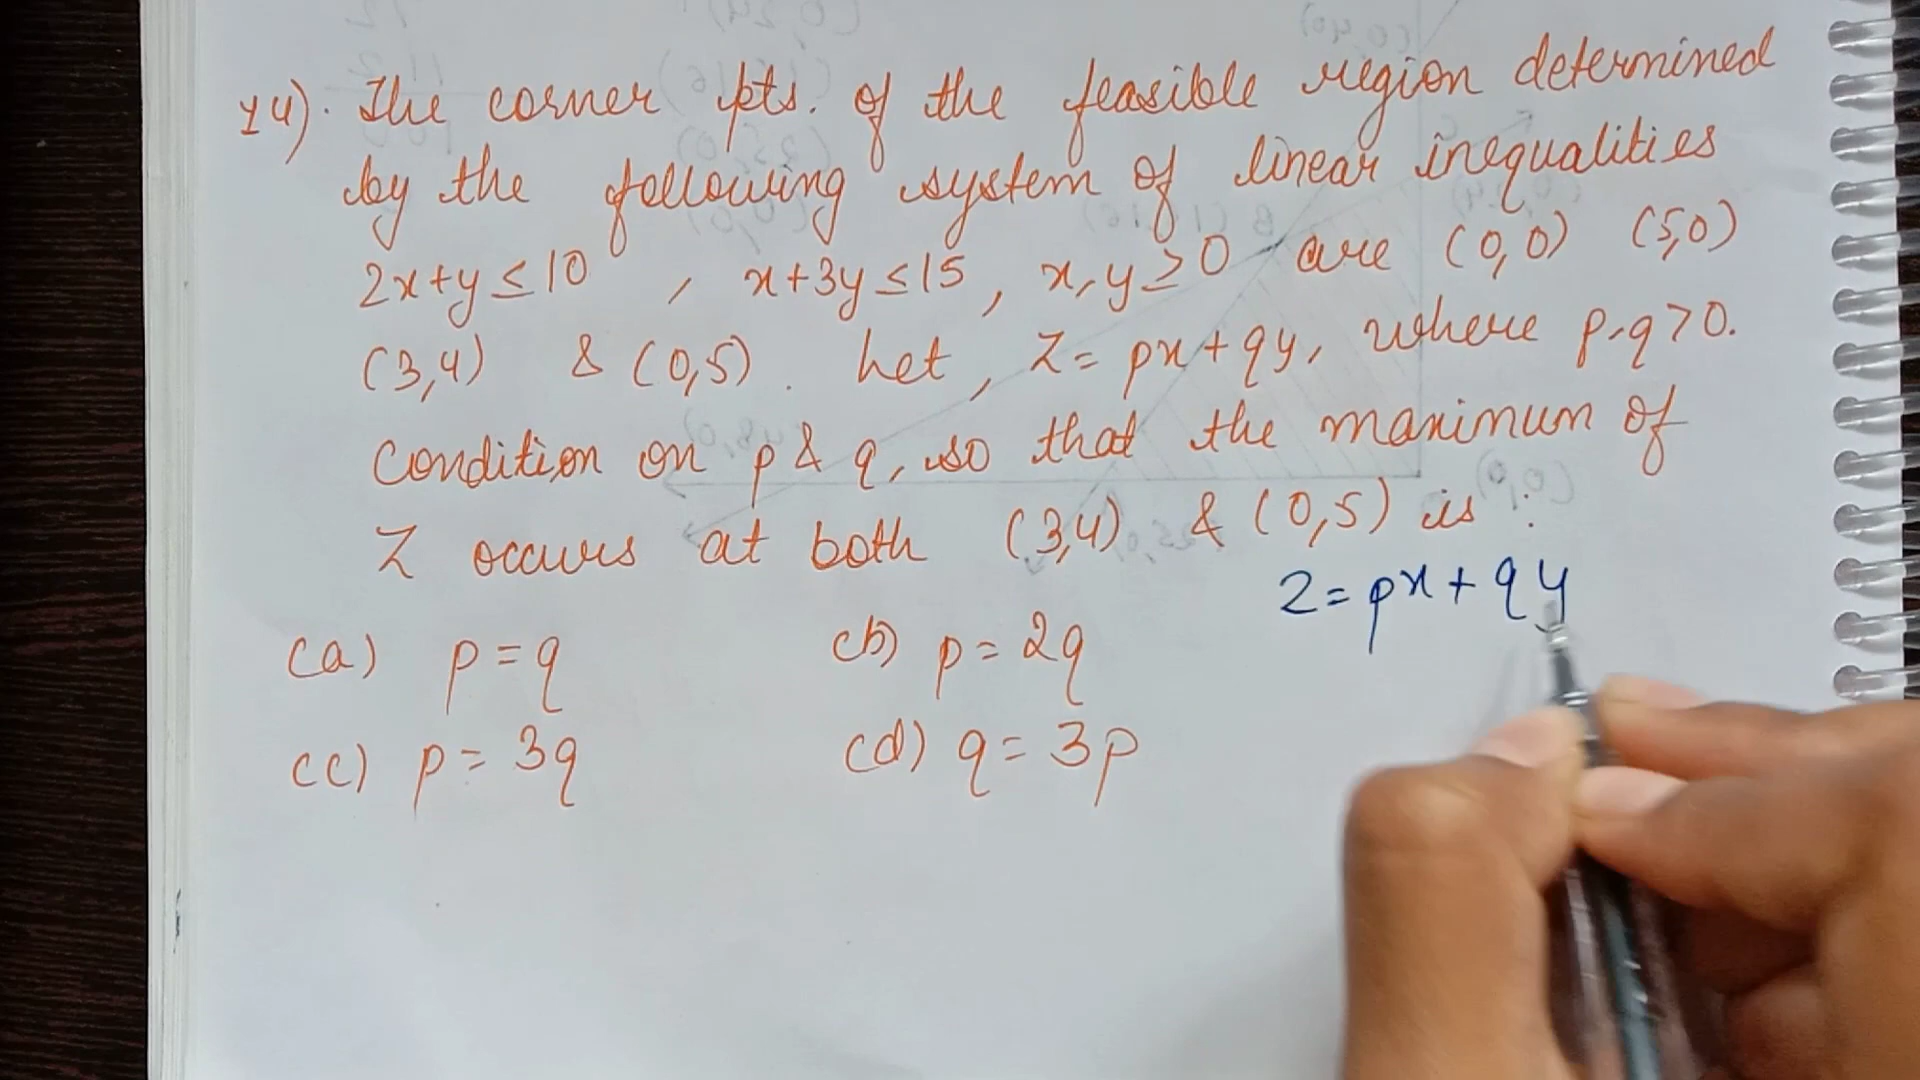 14). The corner pts. of the feasible region determined
by the following system of linear inequalities
2x+y≤10 , x+3y≤15, x,y≥0 are (0,0) (5,0)
(3,4) & (0,5). Let, Z= px+qy, where p,q>0.
Condition on p & q, so that the maximum of
Z occurs at both (3,4) & (0,5) is :
Z=px+qy
(a) p=q (b) p=2q
(c) p=3q (d) q=3p